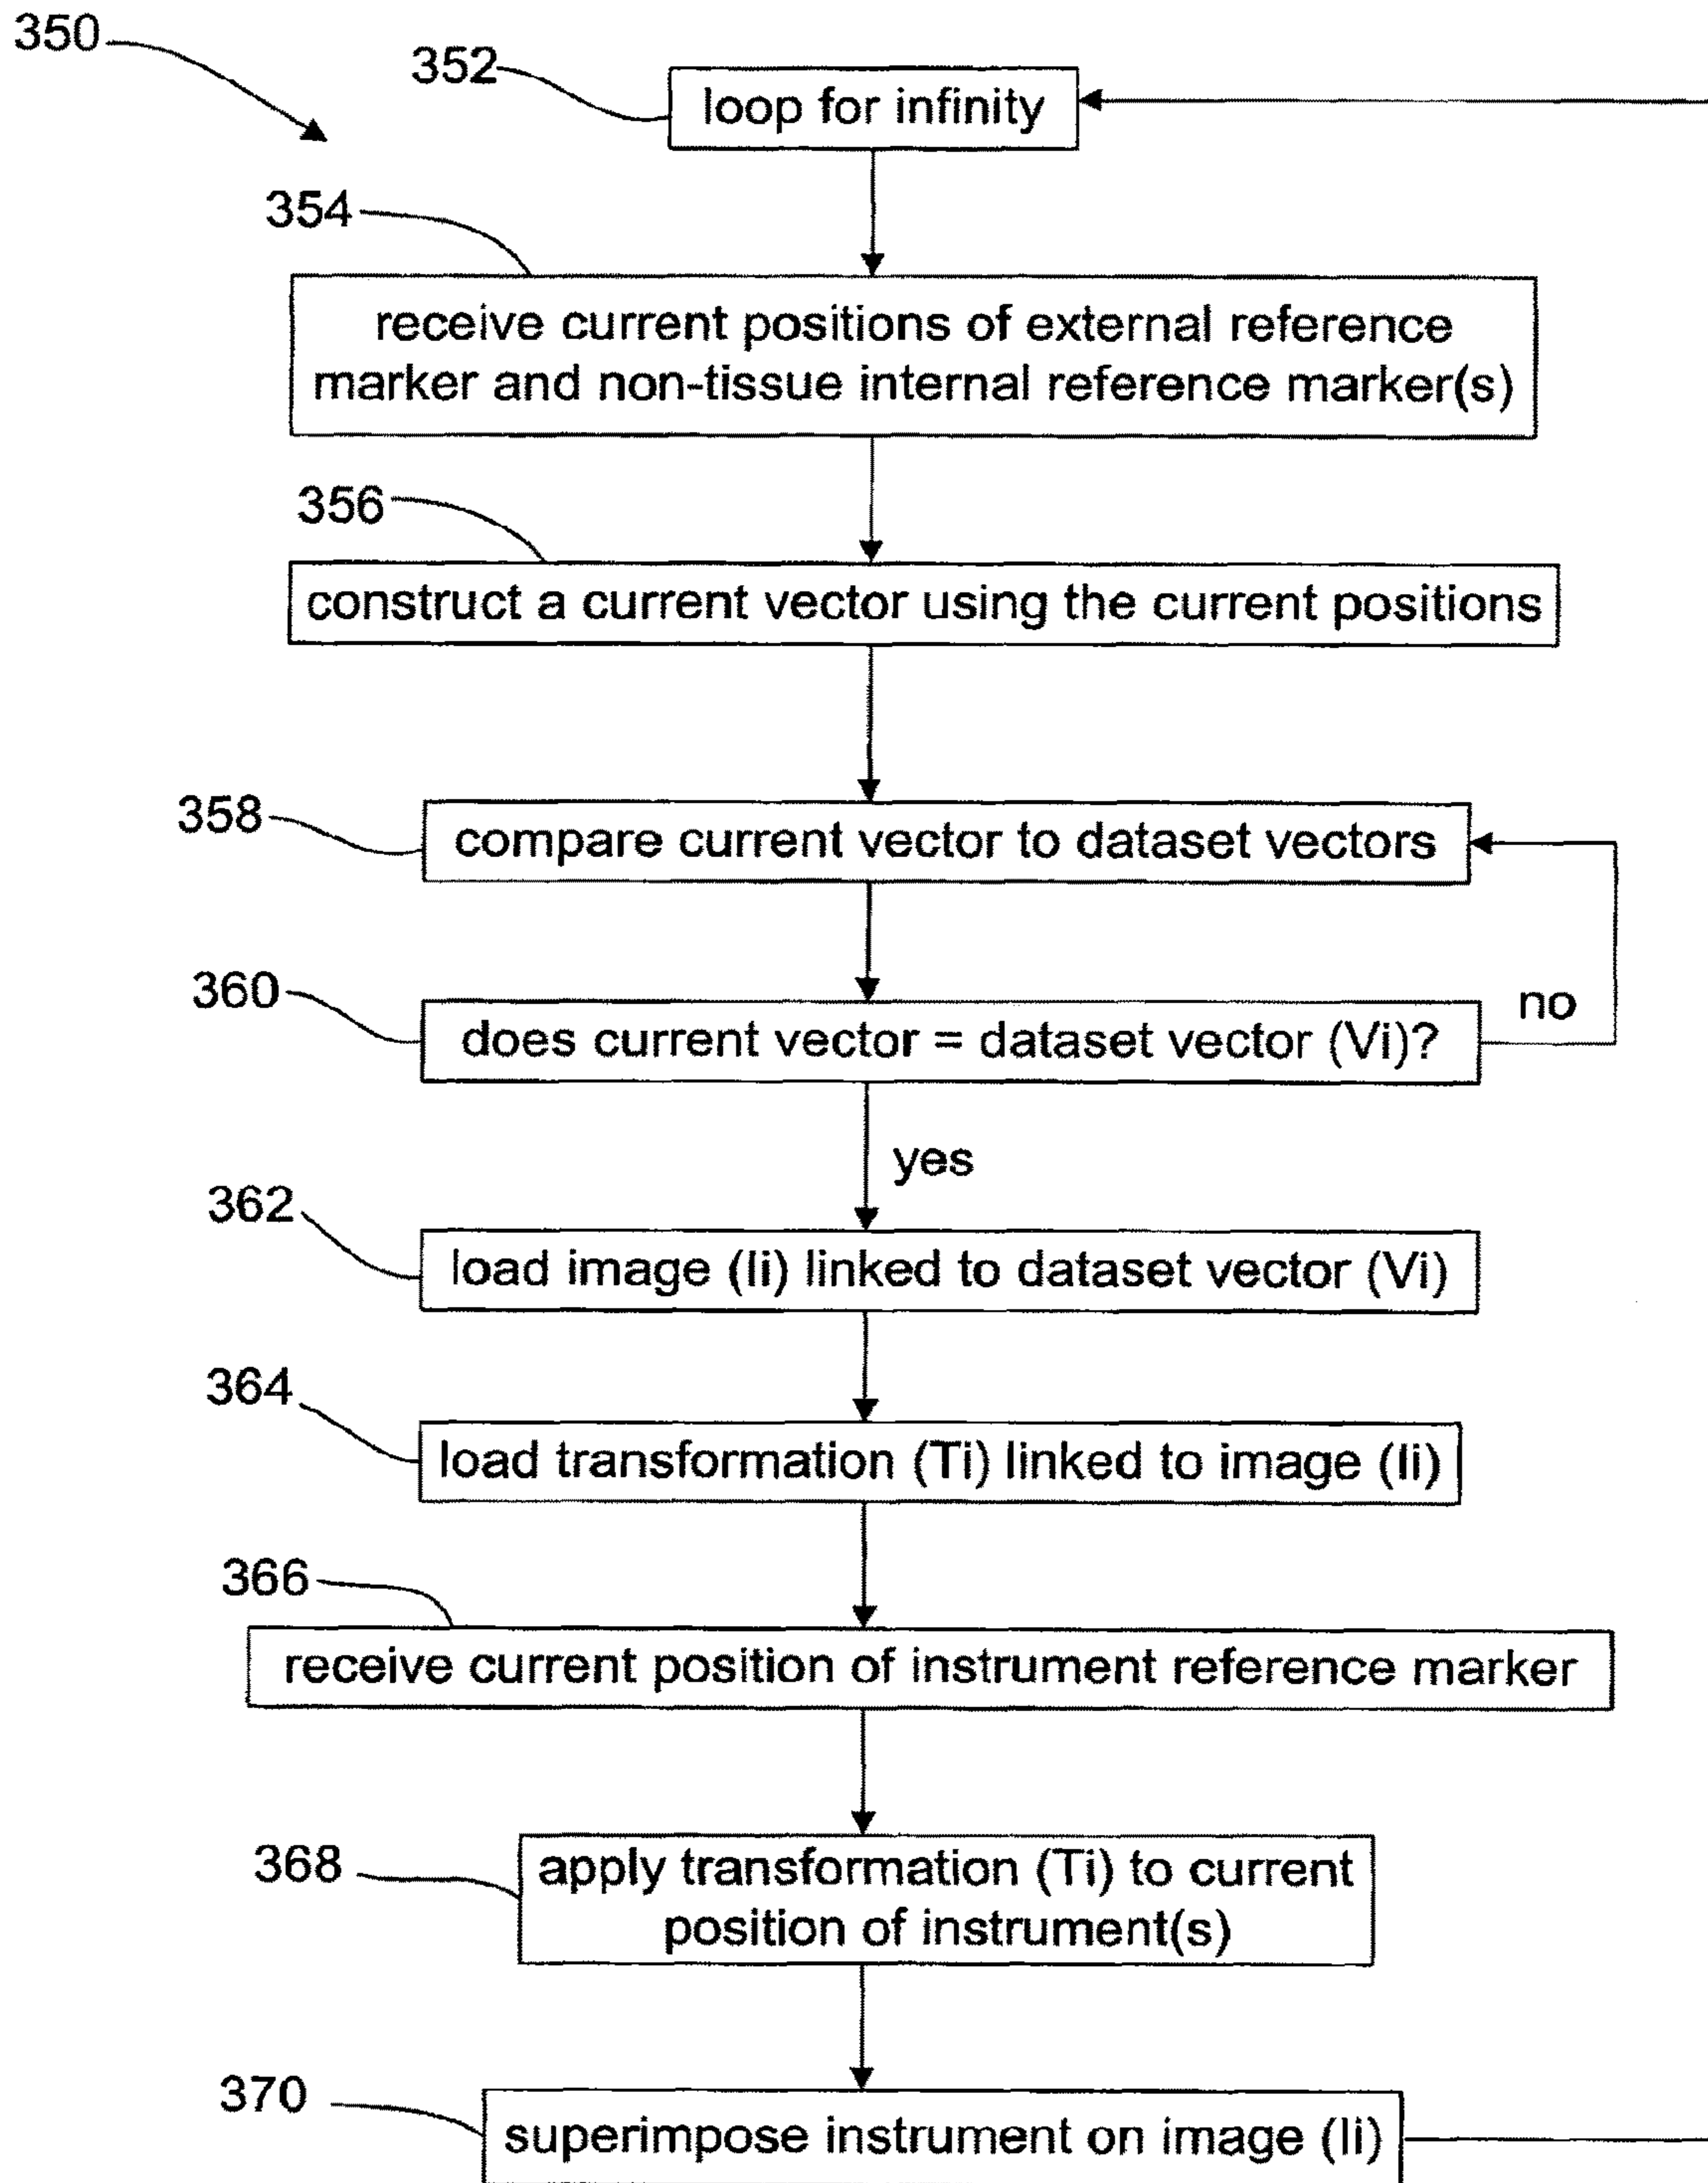 350
352
loop for infinity
354
receive current positions of external reference
marker and non-tissue internal reference marker(s)
356
construct a current vector using the current positions
358
compare current vector to dataset vectors
360
does current vector = dataset vector (Vi)?
no
yes
362
load image (Ii) linked to dataset vector (Vi)
364
load transformation (Ti) linked to image (Ii)
366
receive current position of instrument reference marker
368
apply transformation (Ti) to current
position of instrument(s)
370
superimpose instrument on image (Ii)